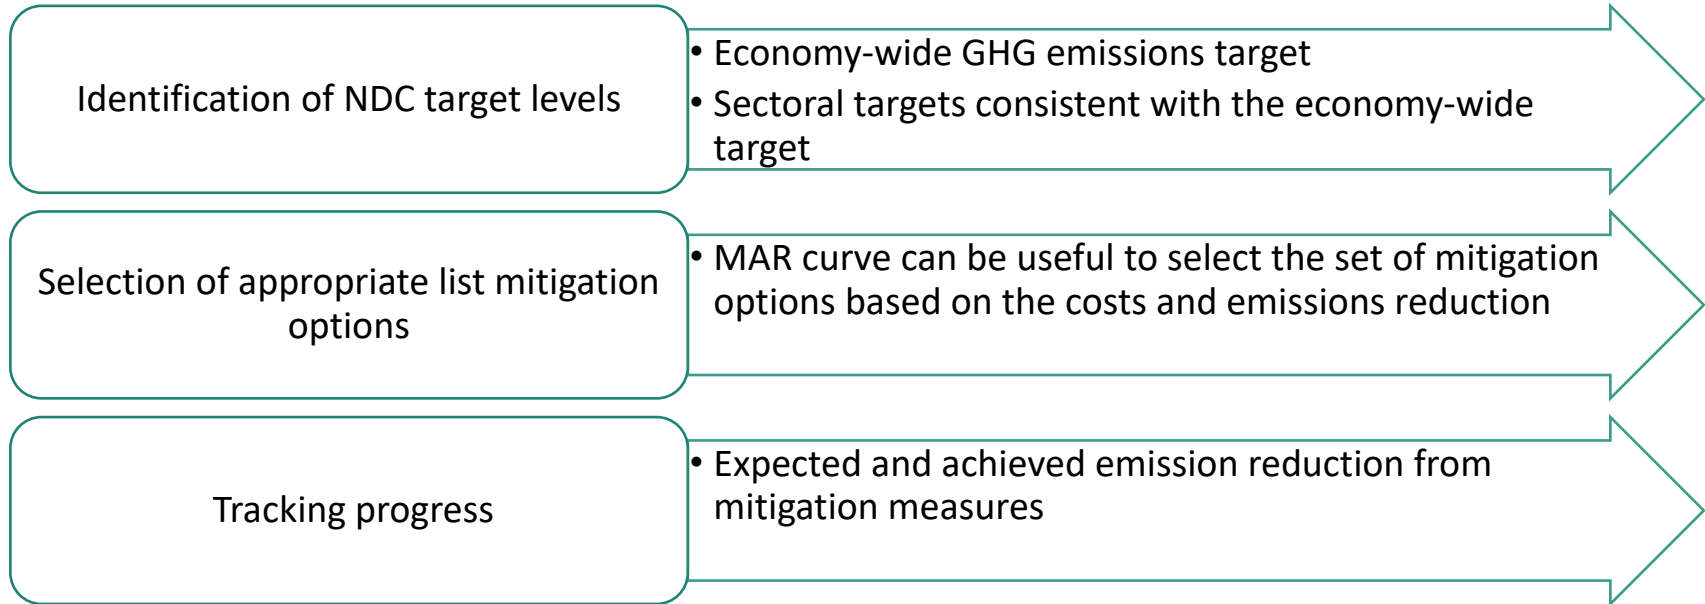 Identification of NDC target levels
• Economy-wide GHG emissions target
• Sectoral targets consistent with the economy-wide
target
Selection of appropriate list mitigation
options
• MAR curve can be useful to select the set of mitigation
options based on the costs and emissions reduction
Tracking progress
• Expected and achieved emission reduction from
mitigation measures